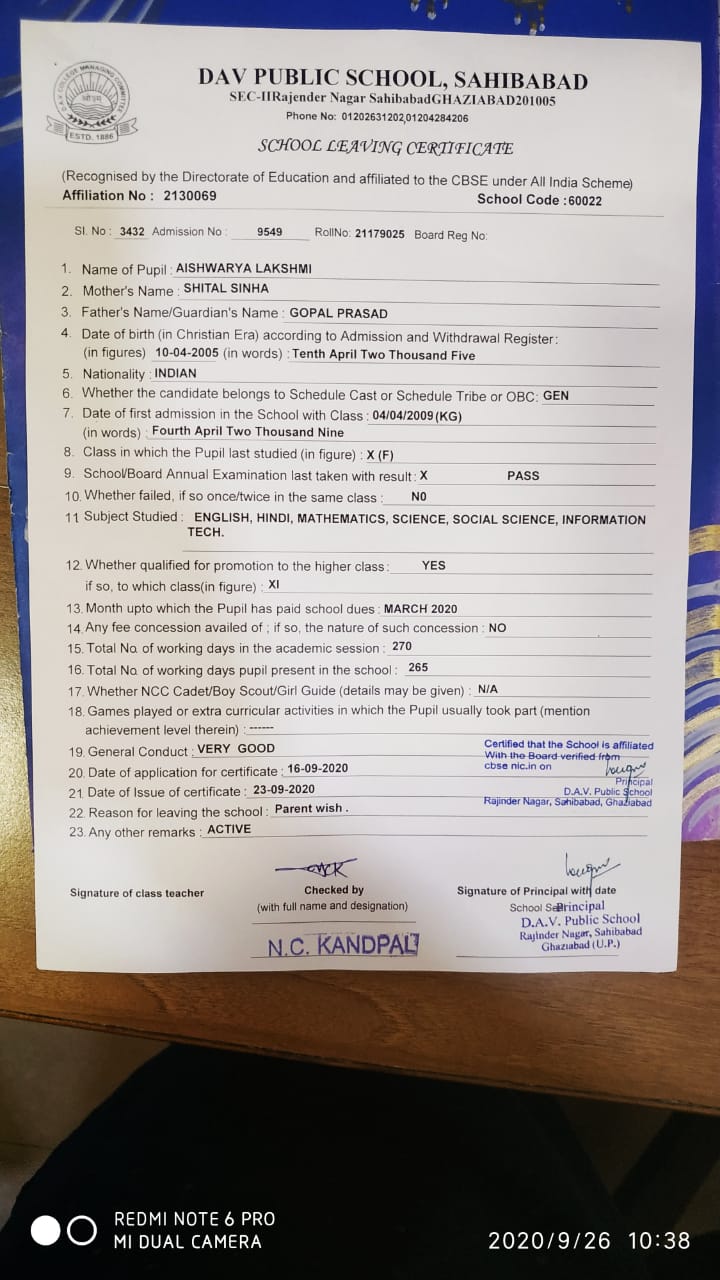 D.A.V. COLLEGE MANAGING COMMITTEE
ओ३म्
ESTD. 1886
DAV PUBLIC SCHOOL, SAHIBABAD
SEC-IIRajender Nagar SahibabadGHAZIABAD201005
Phone No: 01202631202,01204284206
SCHOOL LEAVING CERTIFICATE
(Recognised by the Directorate of Education and affiliated to the CBSE under All India Scheme)
Affiliation No : 2130069 School Code :60022
Sl. No : 3432 Admission No : 9549 RollNo: 21179025 Board Reg No:
1. Name of Pupil : AISHWARYA LAKSHMI
2. Mother's Name : SHITAL SINHA
3. Father's Name/Guardian's Name : GOPAL PRASAD
4. Date of birth (in Christian Era) according to Admission and Withdrawal Register:
(in figures) 10-04-2005 (in words) : Tenth April Two Thousand Five
5. Nationality : INDIAN
6. Whether the candidate belongs to Schedule Cast or Schedule Tribe or OBC: GEN
7. Date of first admission in the School with Class : 04/04/2009(KG)
(in words) : Fourth April Two Thousand Nine
8. Class in which the Pupil last studied (in figure) : X (F)
9. School/Board Annual Examination last taken with result : X PASS
10. Whether failed, if so once/twice in the same class : N0
11 Subject Studied : ENGLISH, HINDI, MATHEMATICS, SCIENCE, SOCIAL SCIENCE, INFORMATION
TECH.
12. Whether qualified for promotion to the higher class : YES
if so, to which class(in figure) : XI
13. Month upto which the Pupil has paid school dues : MARCH 2020
14. Any fee concession availed of ; if so, the nature of such concession : NO
15. Total No. of working days in the academic session : 270
16. Total No. of working days pupil present in the school : 265
17. Whether NCC Cadet/Boy Scout/Girl Guide (details may be given) : N/A
18. Games played or extra curricular activities in which the Pupil usually took part (mention
achievement level therein) : ------
19. General Conduct : VERY GOOD
20. Date of application for certificate : 16-09-2020
21. Date of Issue of certificate : 23-09-2020
22. Reason for leaving the school : Parent wish .
23. Any other remarks : ACTIVE
Certified that the School is affiliated
With the Board verified from
cbse nic.in on
Principal
D.A.V. Public School
Rajinder Nagar, Sahibabad, Ghaziabad
Signature of class teacher
Checked by
(with full name and designation)
N.C. KANDPAL
Signature of Principal with date
School Principal
D.A.V. Public School
Rajinder Nagar, Sahibabad
Ghaziabad (U.P.)
REDMI NOTE 6 PRO
MI DUAL CAMERA
2020/9/26 10:38